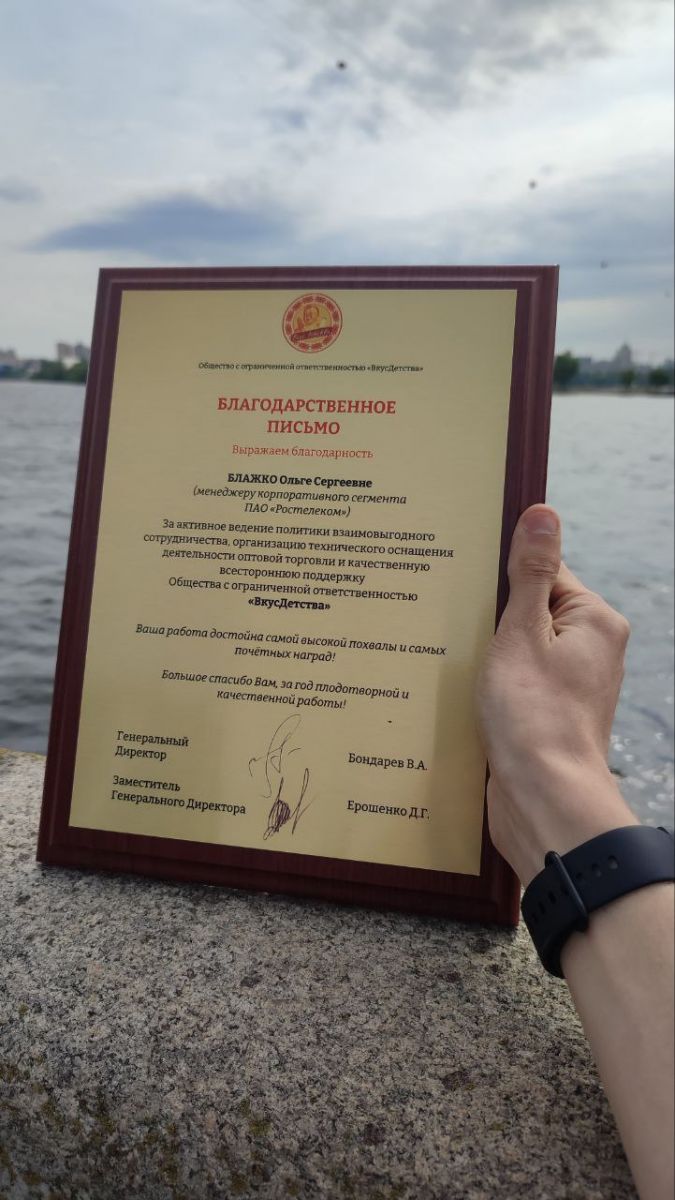 Общество с ограниченной ответственностью «ВкусДетства»
БЛАГОДАРСТВЕННОЕ
ПИСЬМО
Выражаем благодарность
БЛАЖКО Ольге Сергеевне
(менеджеру корпоративного сегмента
ПАО «Ростелеком»)
За активное ведение политики взаимовыгодного
сотрудничества, организацию технического оснащения
деятельности оптовой торговли и качественную
всестороннюю поддержку
Общества с ограниченной ответственностью
«ВкусДетства»
Ваша работа достойна самой высокой похвалы и самых
почётных наград!
Большое спасибо Вам, за год плодотворной и
качественной работы!
Генеральный
Директор
Бондарев В.А.
Заместитель
Генерального Директора
Ерошенко Д.Г.